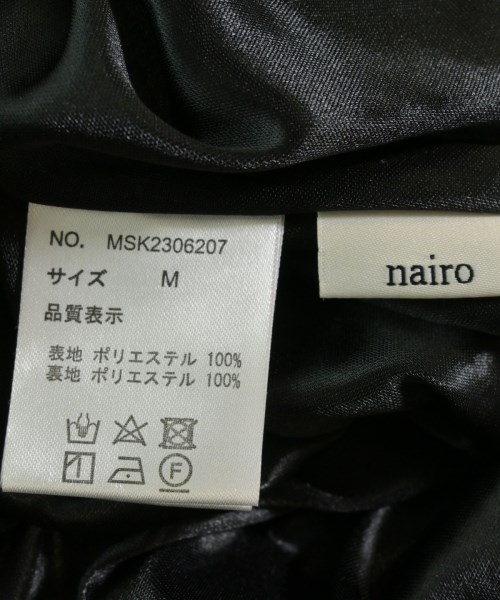 NO. MSK2306207
サイズ M
品質表示
表地 ポリエステル 100%
裏地 ポリエステル 100%
F
nairo